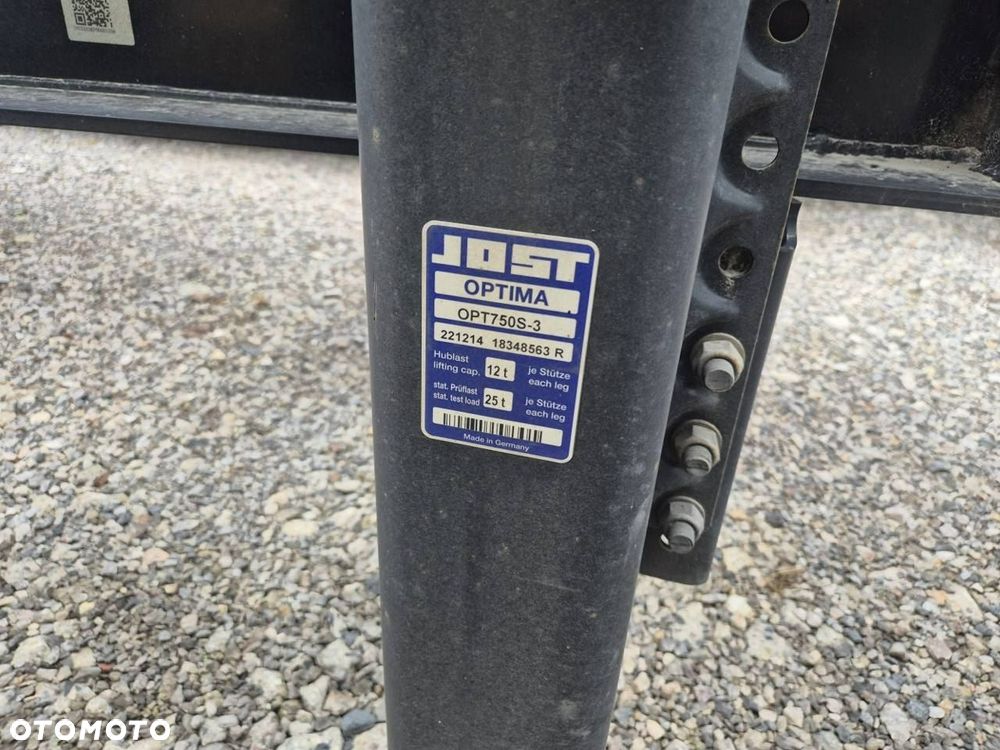 JOST
OPTIMA
OPT750S-3
221214 18348563 R
Hublast
lifting cap. 12 t je Stütze
each leg
stat. Prüflast
stat. test load 25 t je Stütze
each leg
Made in Germany
OTOMOTO